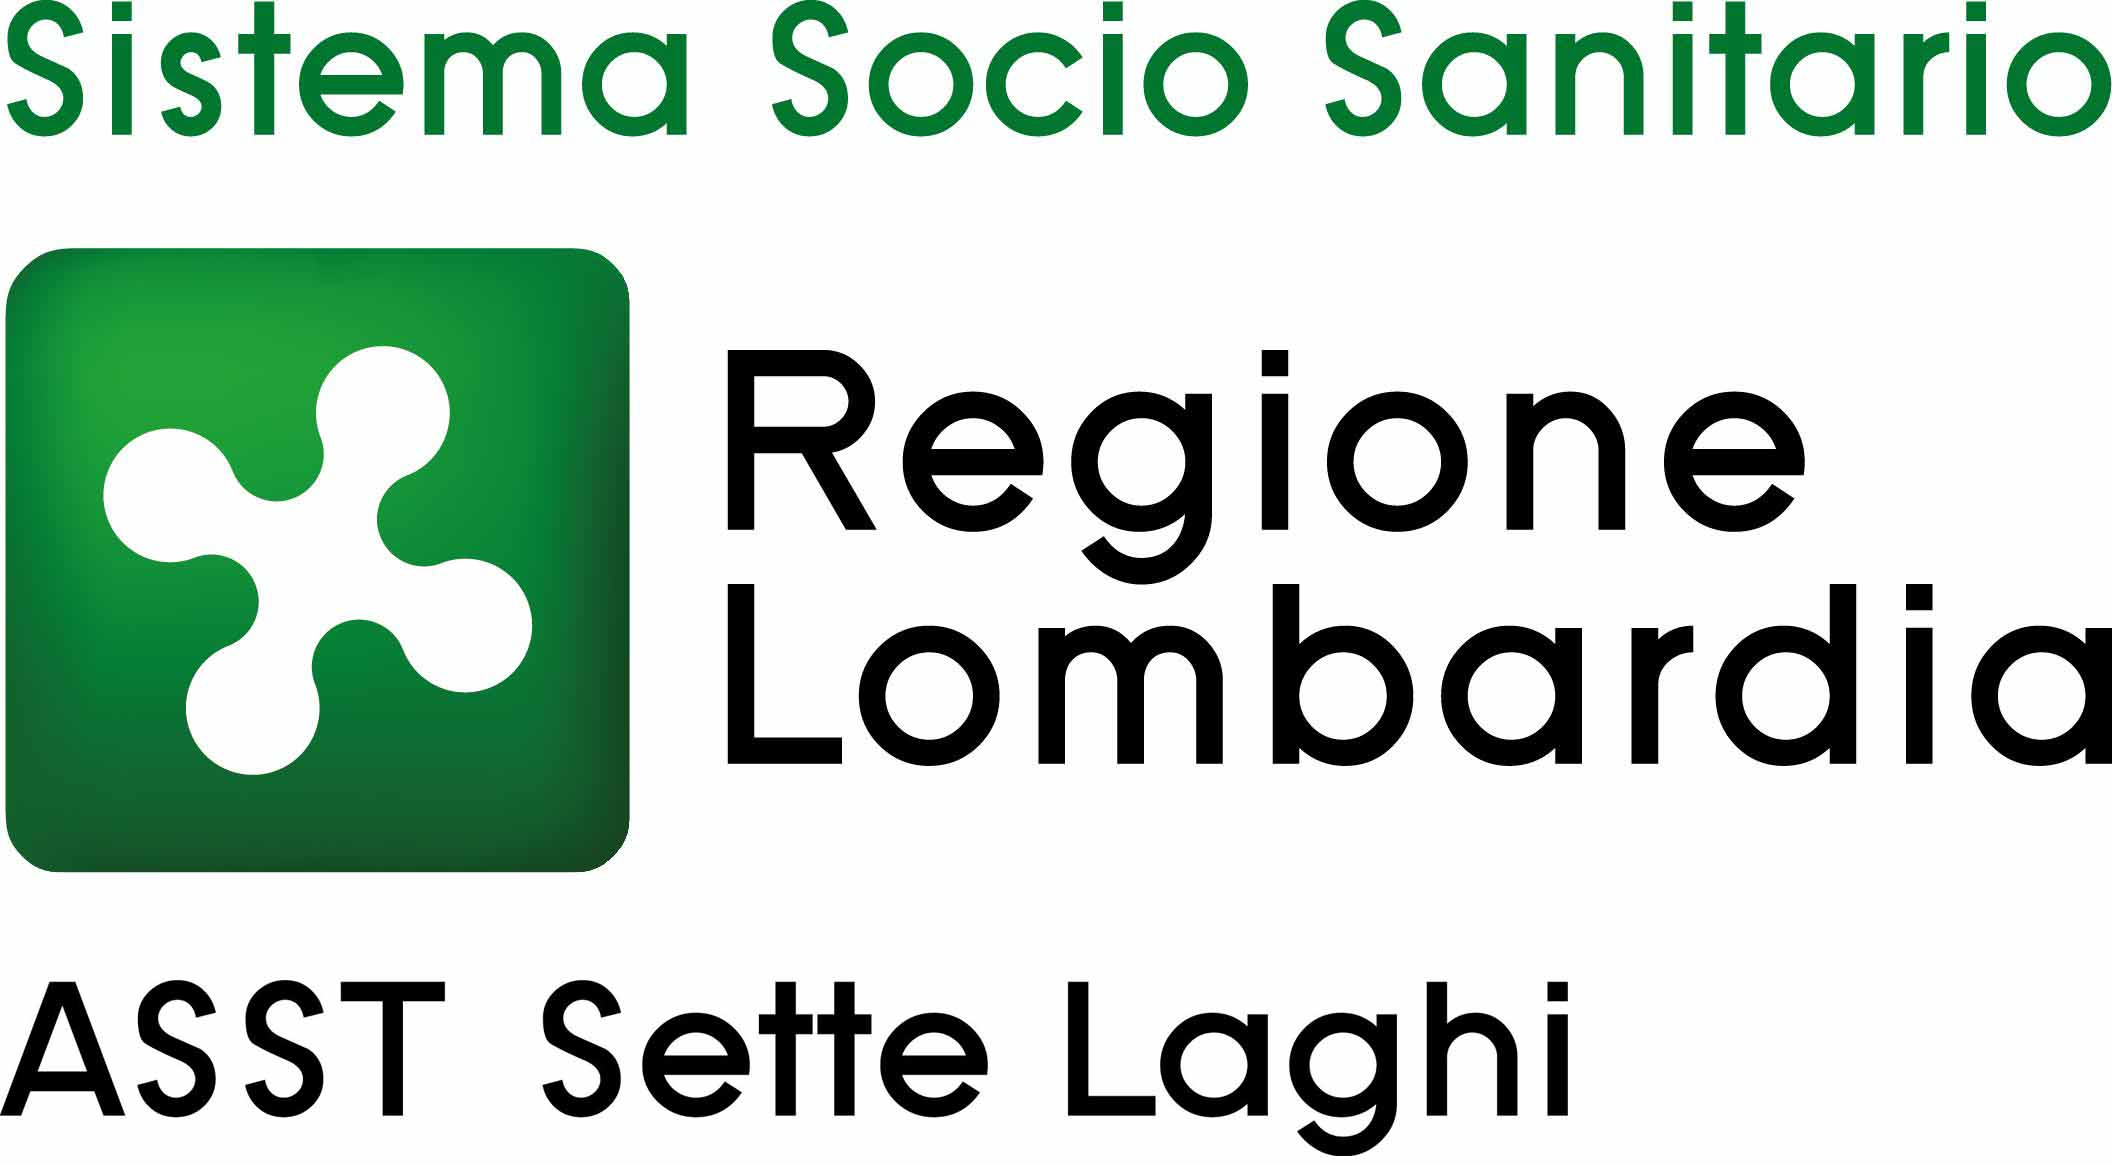 Sistema Socio Sanitario
Regione
Lombardia
ASST Sette Laghi